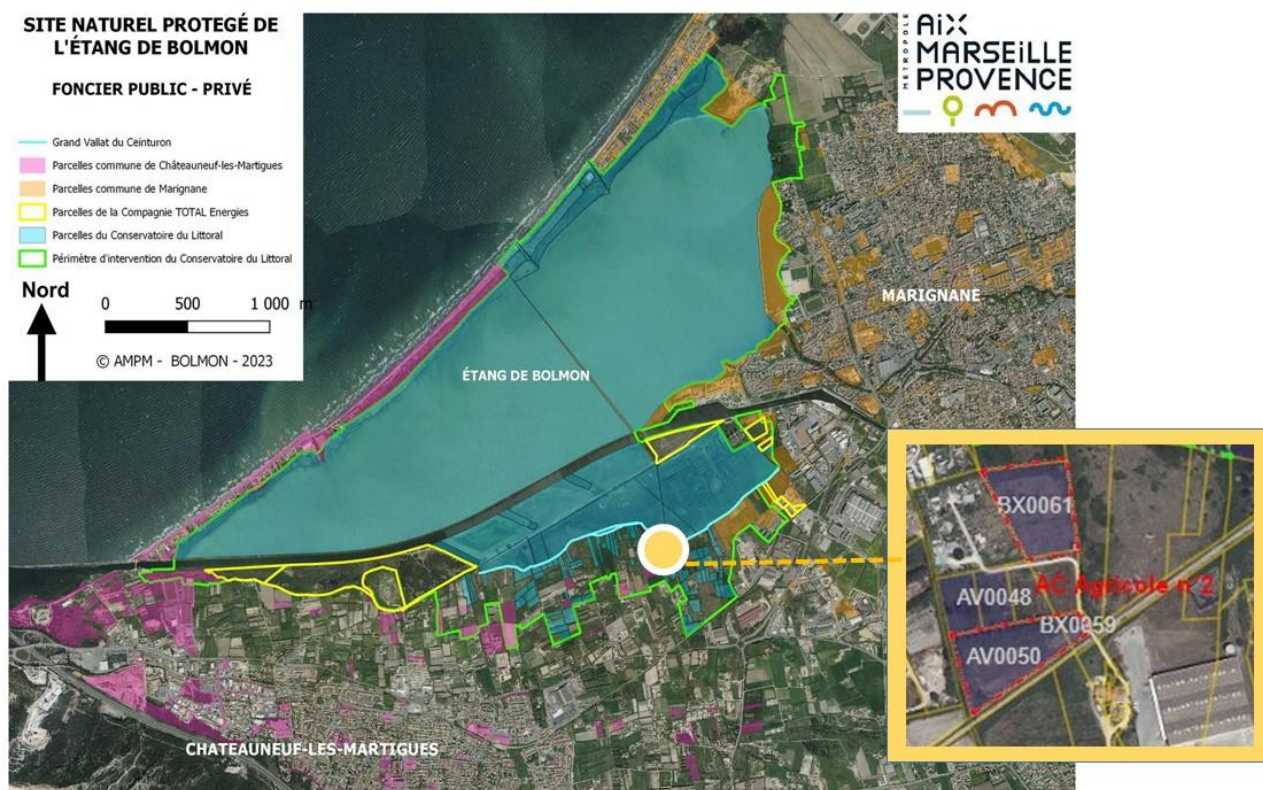 SITE NATUREL PROTEGÉ DE
L'ÉTANG DE BOLMON
FONCIER PUBLIC - PRIVÉ
Grand Vallat du Ceinturon
Parcelles commune de Châteauneuf-les-Martigues
Parcelles commune de Marignane
Parcelles de la Compagnie TOTAL Energies
Parcelles du Conservatoire du Littoral
Périmètre d'intervention du Conservatoire du Littoral
Nord
0 500 1 000 m
© AMPM - BOLMON - 2023
MÉTROPOLE
AIX
MARSEILLE
PROVENCE
MARIGNANE
ÉTANG DE BOLMON
CHATEAUNEUF-LES-MARTIGUES
BX0061
AC Agricole n°2
AV0048
BX0059
AV0050